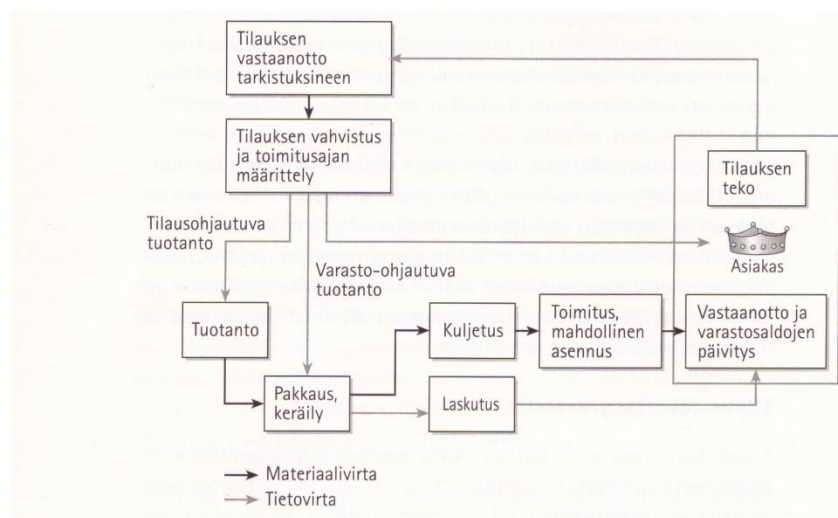 Tilauksen
vastaanotto
tarkistuksineen
Tilauksen vahvistus
ja toimitusajan
määrittely
Tilauksen
teko
Tilausohjautuva
tuotanto
Asiakas
Varasto-ohjautuva
tuotanto
Tuotanto
Kuljetus
Toimitus,
mahdollinen
asennus
Vastaanotto ja
varastosaldojen
päivitys
Pakkaus,
keräily
Laskutus
Materiaalivirta
Tietovirta